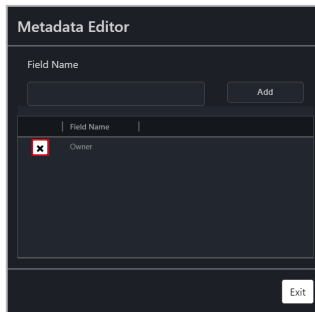 Metadata Editor
Field Name
Add
Field Name
Owner
Exit